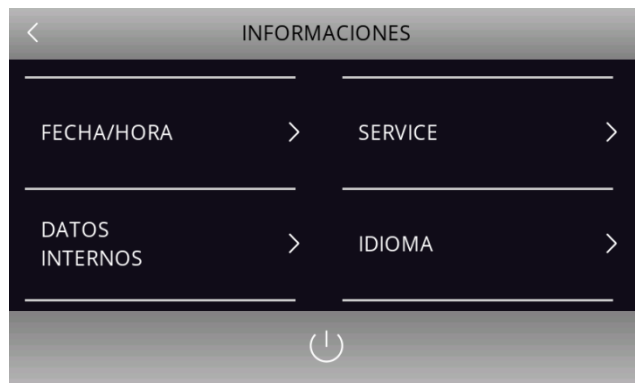 INFORMACIONES
FECHA/HORA
SERVICE
DATOS
INTERNOS
IDIOMA